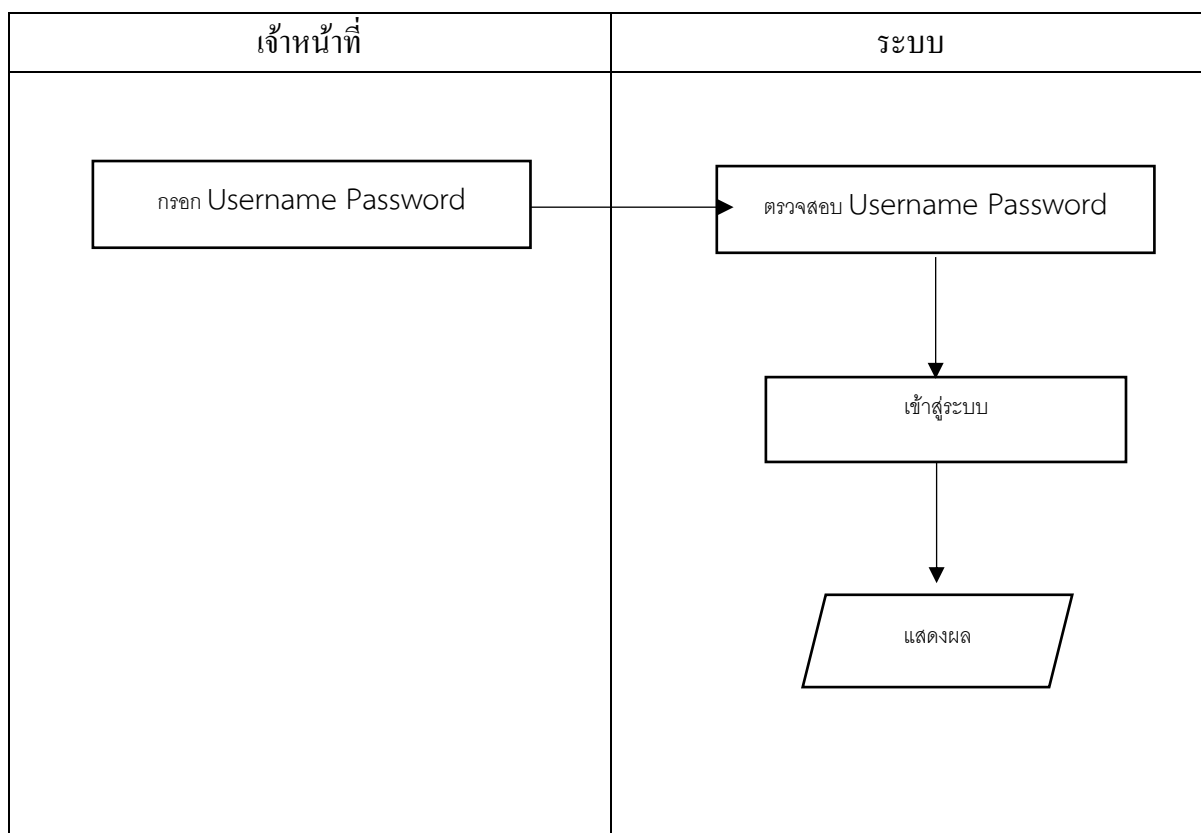 เจ้าหน้าที่
ระบบ
กรอก Username Password
ตรวจสอบ Username Password
เข้าสู่ระบบ
แสดงผล